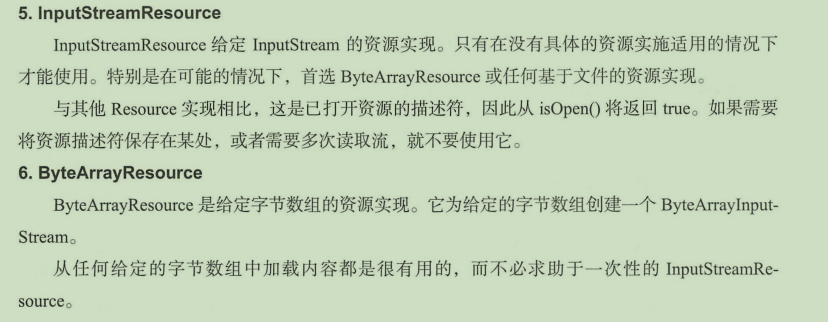 5. InputStreamResource
InputStreamResource 给定 InputStream 的资源实现。只有在没有具体的资源实施适用的情况下
才能使用。特别是在可能的情况下，首选 ByteArrayResource 或任何基于文件的资源实现。
与其他 Resource 实现相比，这是已打开资源的描述符，因此从 isOpen() 将返回 true。如果需要
将资源描述符保存在某处，或者需要多次读取流，就不要使用它。
6. ByteArrayResource
ByteArrayResource 是给定字节数组的资源实现。它为给定的字节数组创建一个 ByteArrayInput-
Stream。
从任何给定的字节数组中加载内容都是很有用的，而不必求助于一次性的 InputStreamRe-
source。